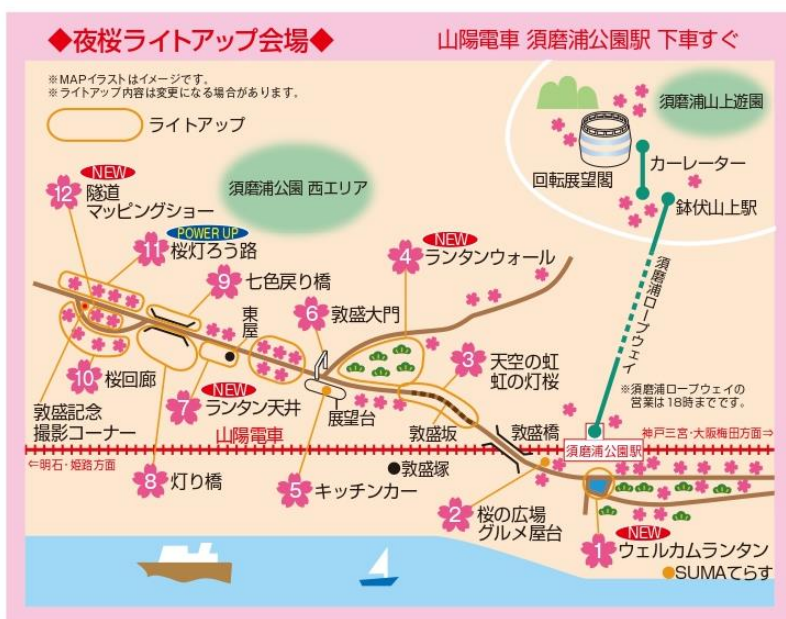 ◆夜桜ライトアップ会場◆
山陽電車 須磨浦公園駅 下車すぐ
※MAPイラストはイメージです。
※ライトアップ内容は変更になる場合があります。
ライトアップ
須磨浦山上遊園
回転展望閣
カーレーター
鉢伏山上駅
須磨浦ロープウェイ
※須磨浦ロープウェイの
営業は18時までです。
須磨浦公園 西エリア
NEW
12 隧道
マッピングショー
POWER UP
11 桜灯ろう路
9 七色戻り橋
東屋
6 敦盛大門
NEW
4 ランタンウォール
3 天空の虹
虹の灯桜
10 桜回廊
敦盛記念
撮影コーナー
NEW
7 ランタン天井
展望台
敦盛坂
敦盛橋
須磨浦公園駅
神戸三宮・大阪梅田方面⇒
山陽電車
⇐明石・姫路方面
敦盛塚
8 灯り橋
5 キッチンカー
2 桜の広場
グルメ屋台
NEW
1 ウェルカムランタン
SUMAてらす